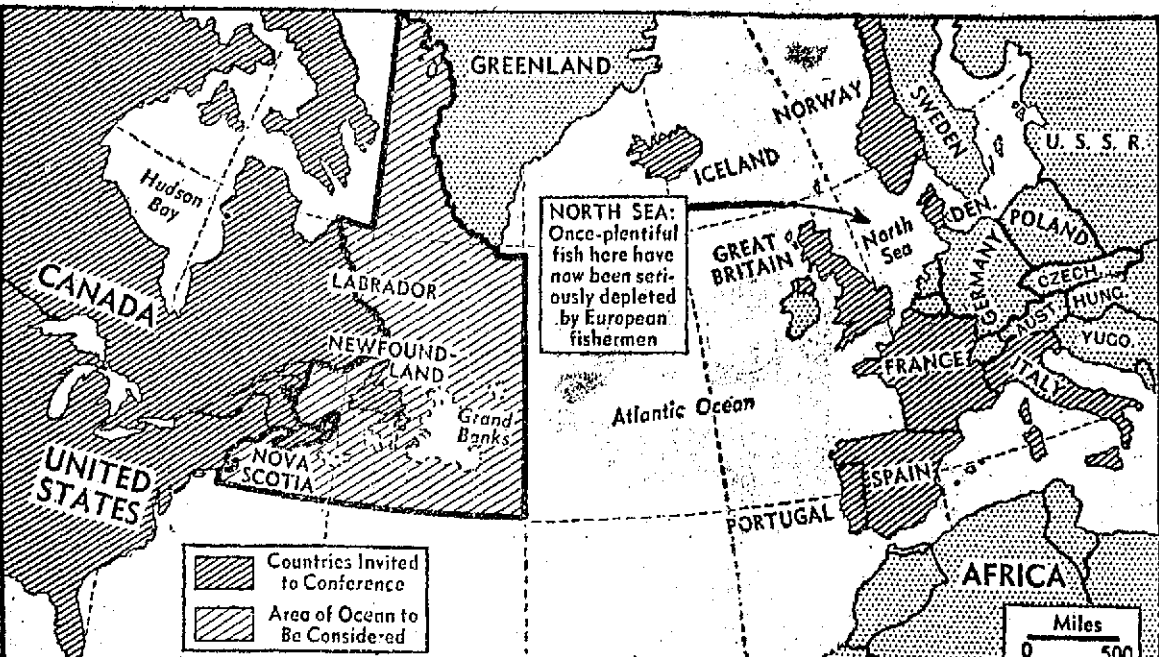 GREENLAND
NORWAY
SWEDEN
U. S. S. R.
ICELAND
Hudson
Bay
NORTH SEA:
Once-plentiful
fish here have
now been seri-
ously depleted
by European
fishermen
GREAT
BRITAIN
North
Sea
DEN.
POLAND
GERMANY
CZECH.
HUNG.
AUST.
YUGO.
CANADA
LABRADOR
NEWFOUND-
LAND
Grand
Banks
Atlantic Ocean
FRANCE
ITALY
UNITED
STATES
NOVA
SCOTIA
SPAIN
PORTUGAL
AFRICA
Countries Invited
to Conference
Area of Ocean to
Be Considered
Miles
0 500